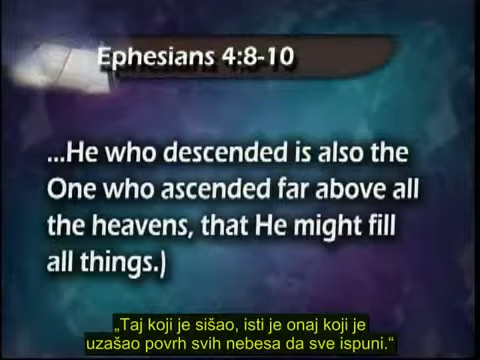 Ephesians 4:8-10
...He who descended is also the
One who ascended far above all
the heavens, that He might fill
all things.)
„Taj koji je sišao, isti je onaj koji je
uzašao povrh svih nebesa da sve ispuni.“